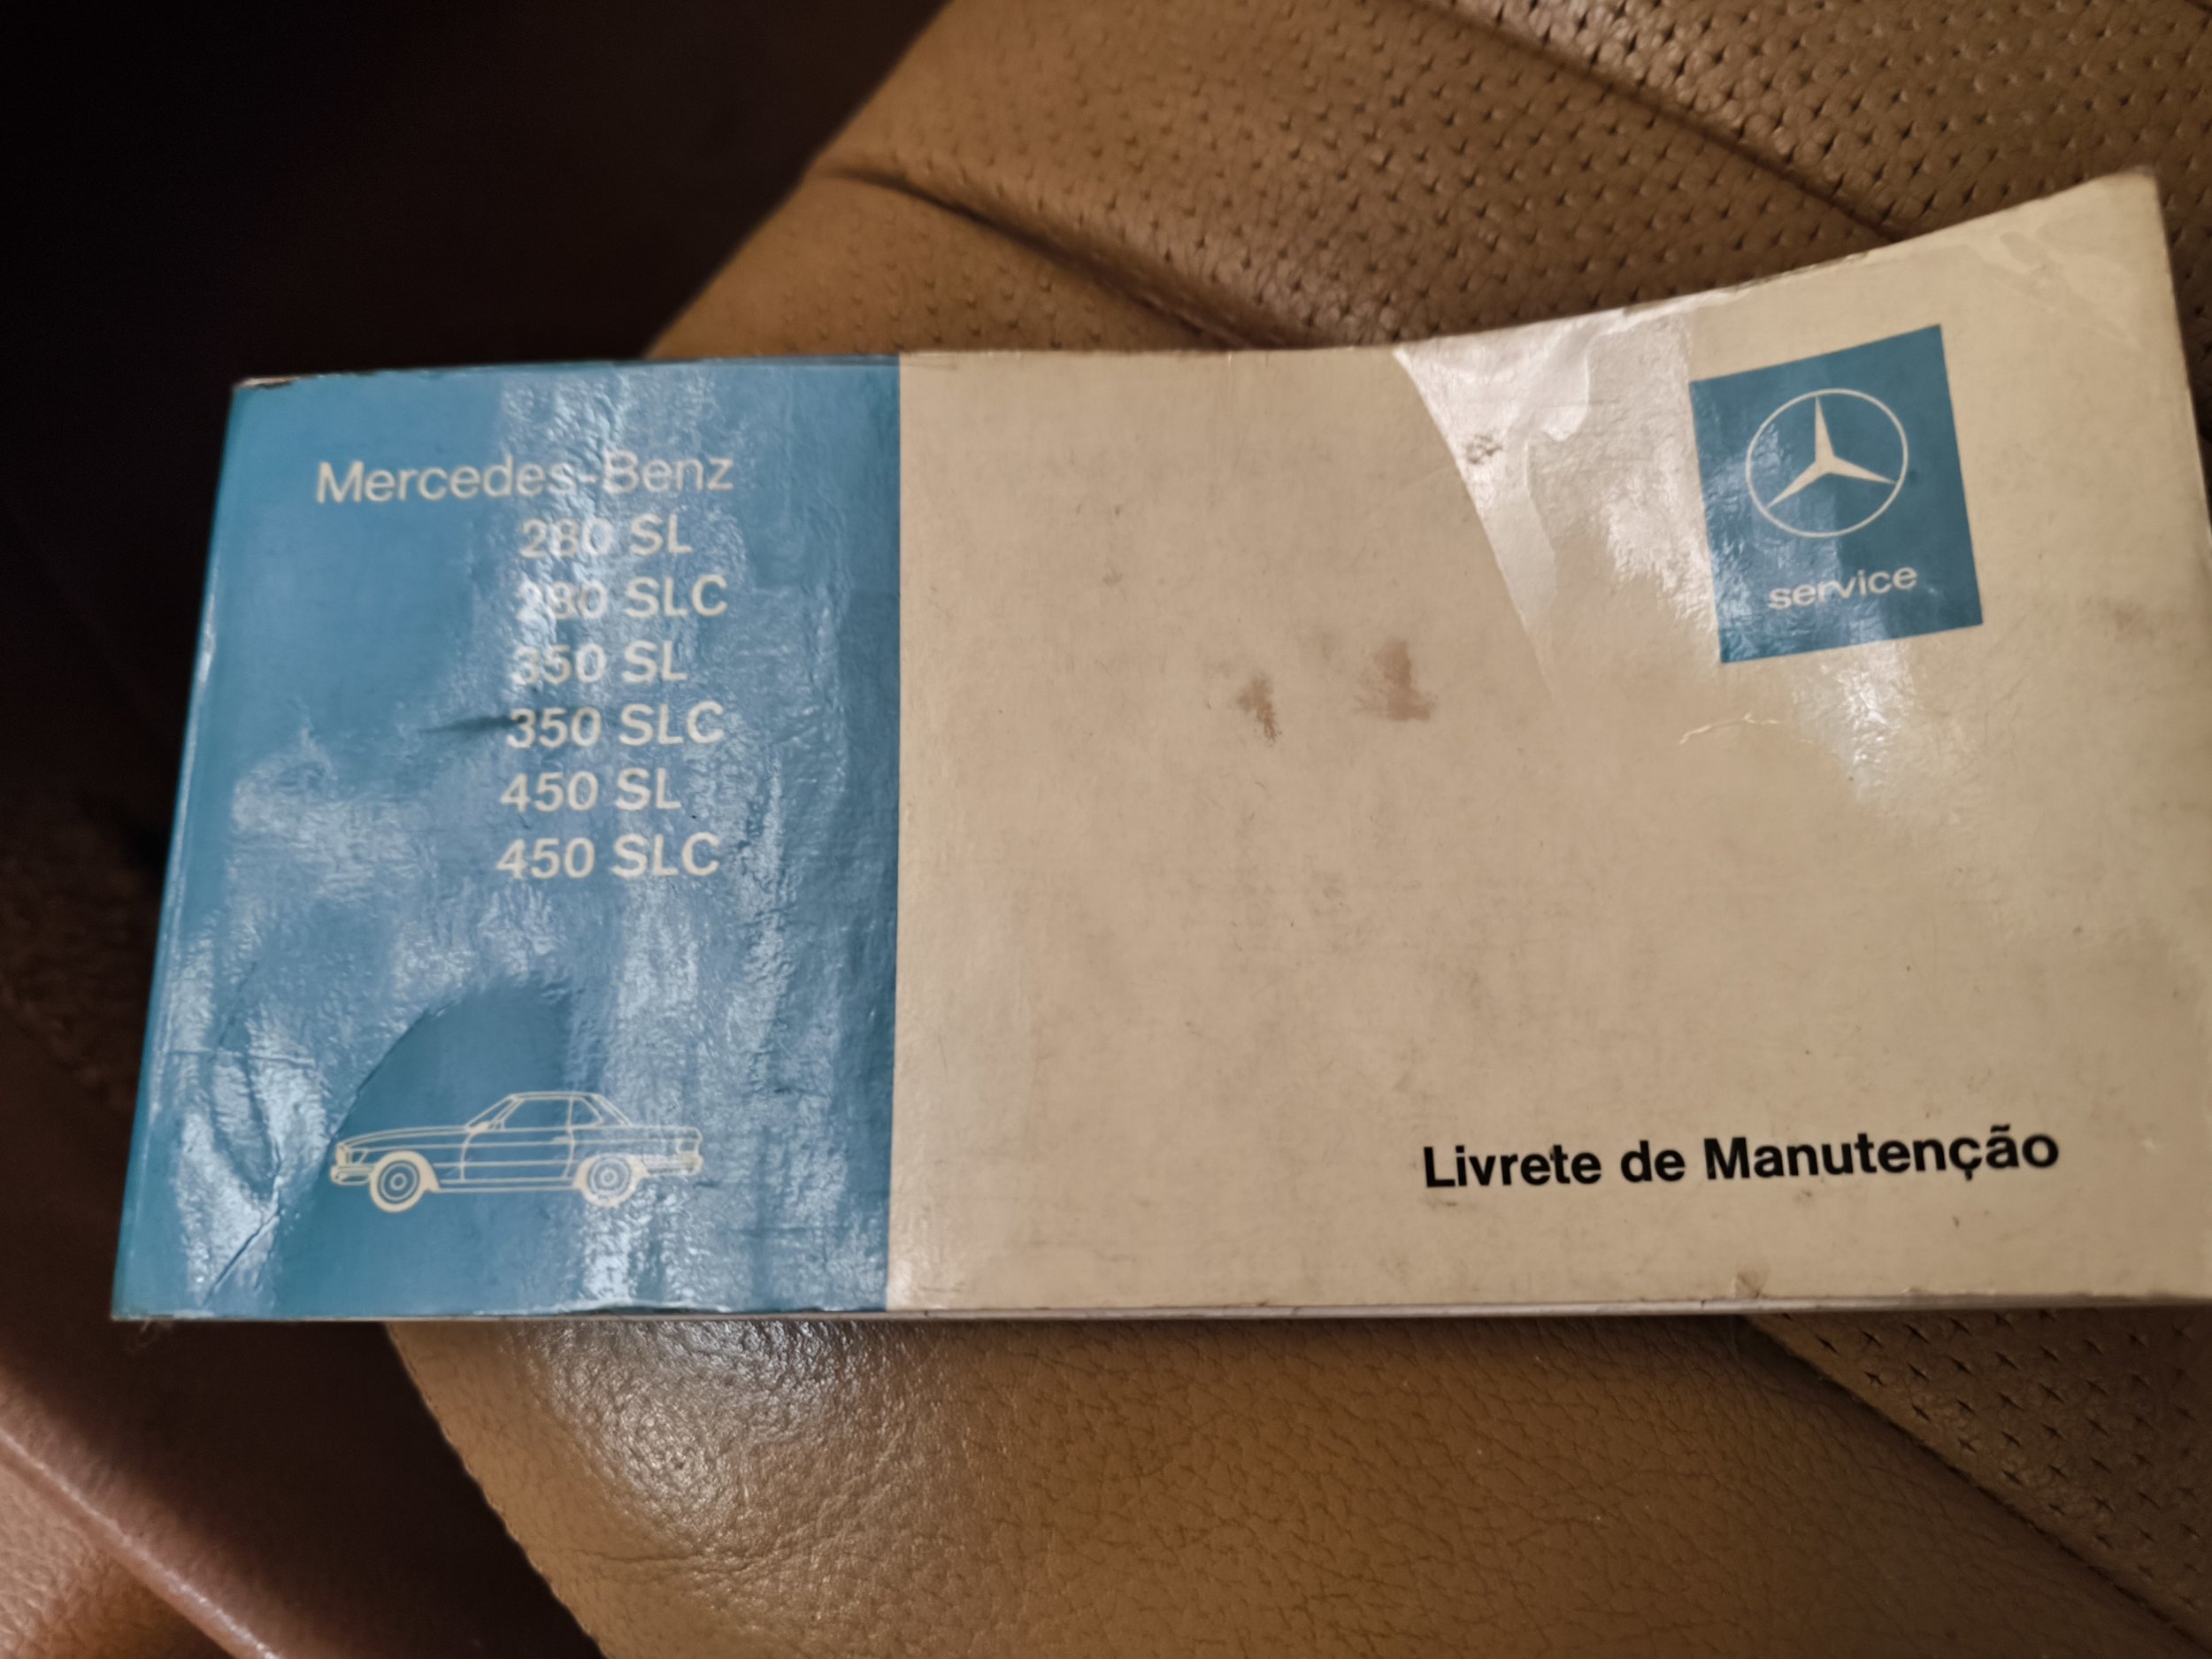 Mercedes-Benz
280 SL
280 SLC
350 SL
350 SLC
450 SL
450 SLC
service
Livrete de Manutenção